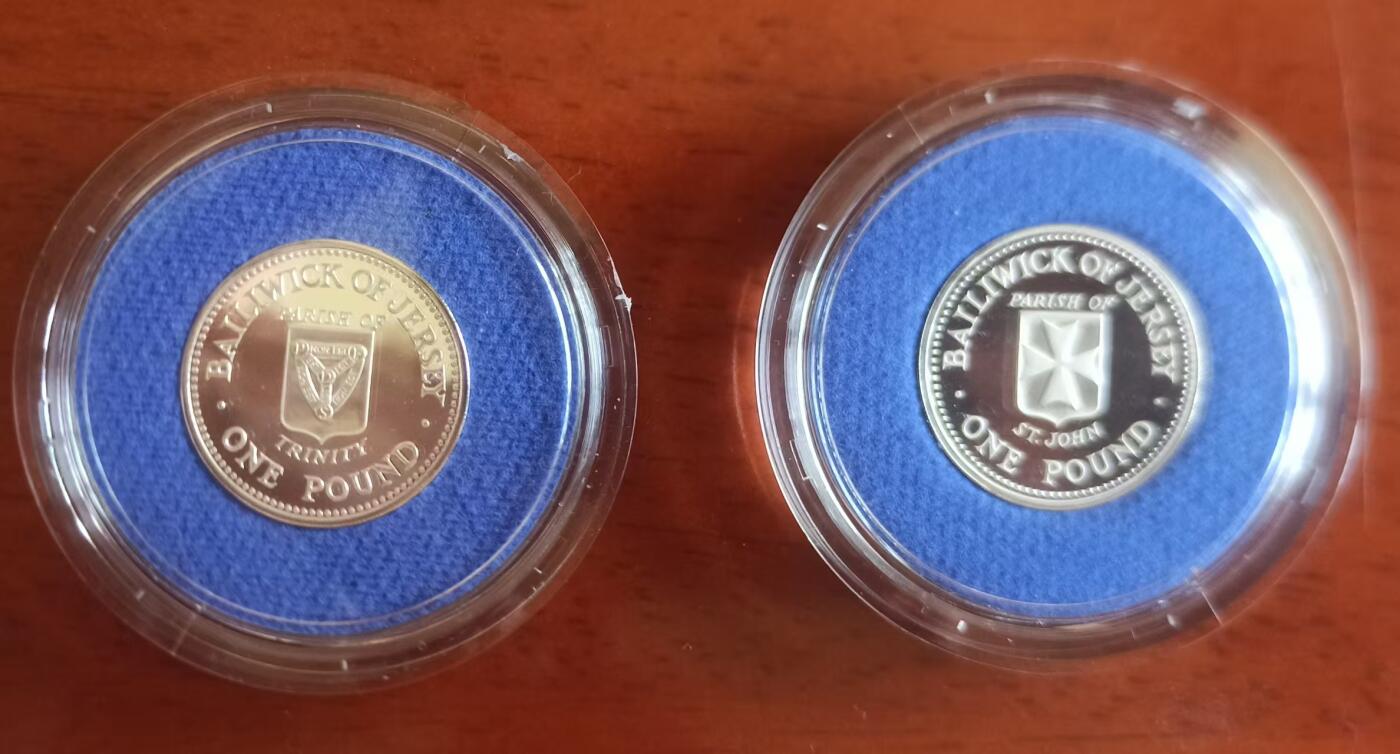 BAILIWICK OF JERSEY
PARISH OF
TRINITY
ONE POUND
BAILIWICK OF JERSEY
PARISH OF
ST. JOHN
ONE POUND